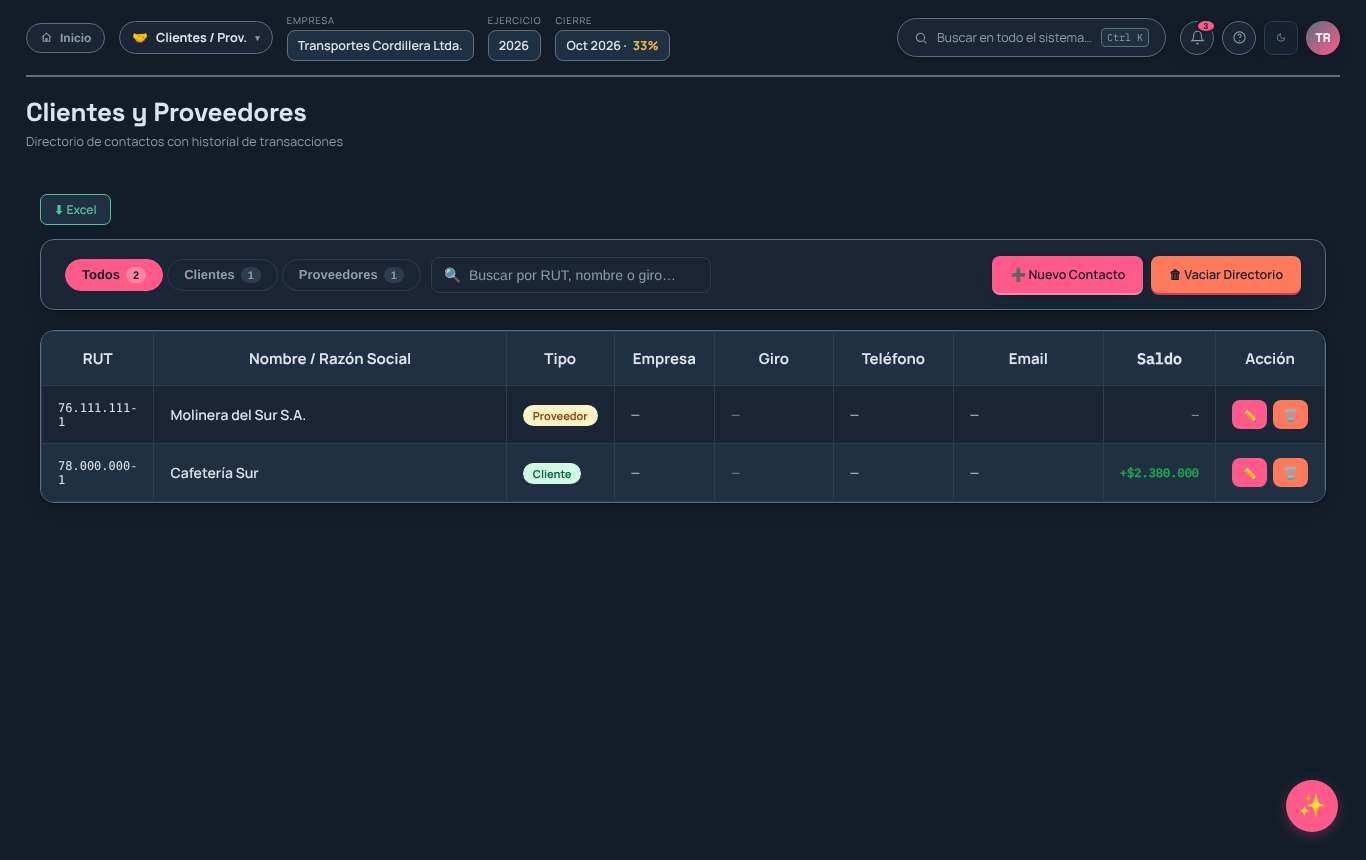 Inicio
Clientes / Prov. ▾
EMPRESA
Transportes Cordillera Ltda.
EJERCICIO
2026
CIERRE
Oct 2026 · 33%
Buscar en todo el sistema... Ctrl K
3
TR
Clientes y Proveedores
Directorio de contactos con historial de transacciones
⬇ Excel
Todos 2
Clientes 1
Proveedores 1
Buscar por RUT, nombre o giro...
➕ Nuevo Contacto
Vaciar Directorio
RUT Nombre / Razón Social Tipo Empresa Giro Teléfono Email Saldo Acción
76.111.111-
1
Molinera del Sur S.A. Proveedor — — — — —
78.000.000-
1
Cafetería Sur Cliente — — — — +$2.380.000